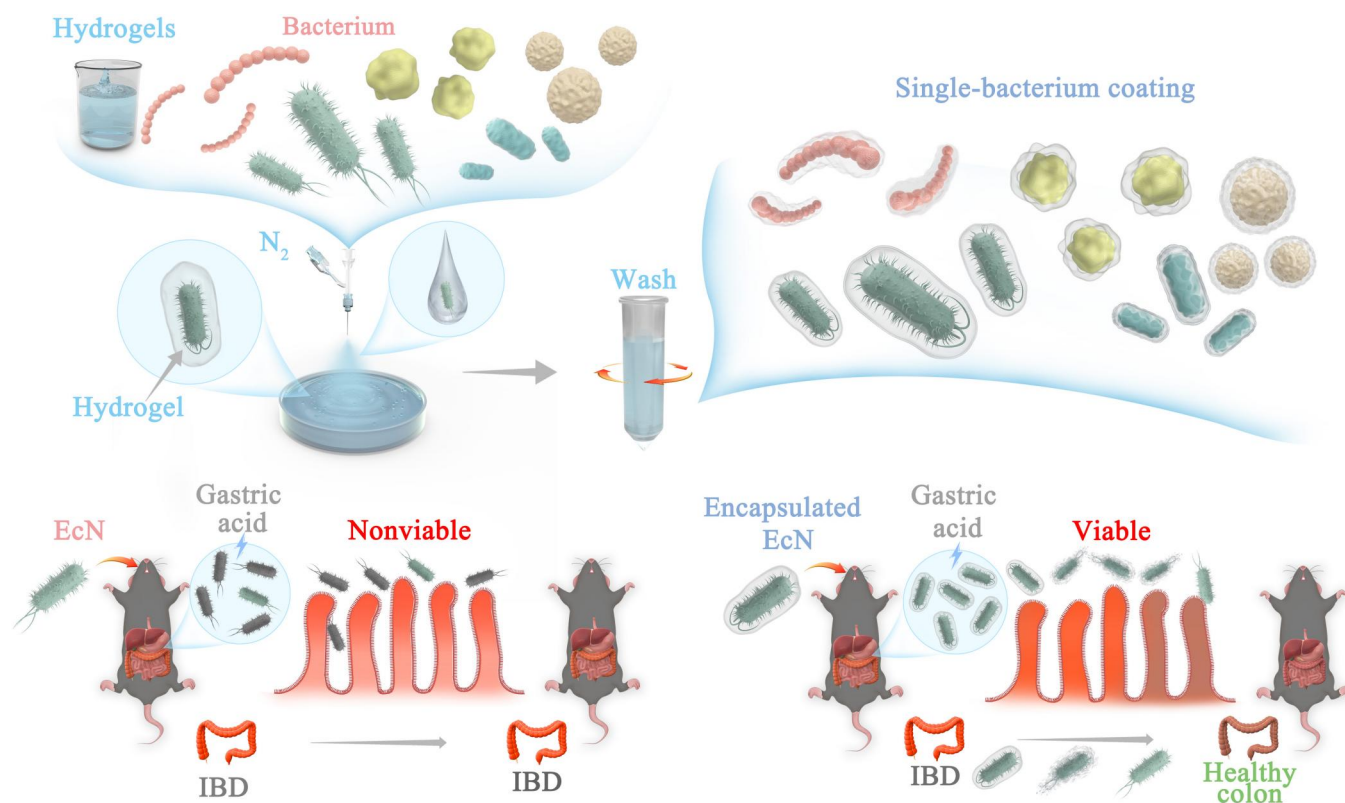 Hydrogels
Bacterium
Single-bacterium coating
N2
Wash
Hydrogel
EcN
Gastric
acid
Nonviable
IBD
IBD
Encapsulated
EcN
Gastric
acid
Viable
IBD
Healthy
colon